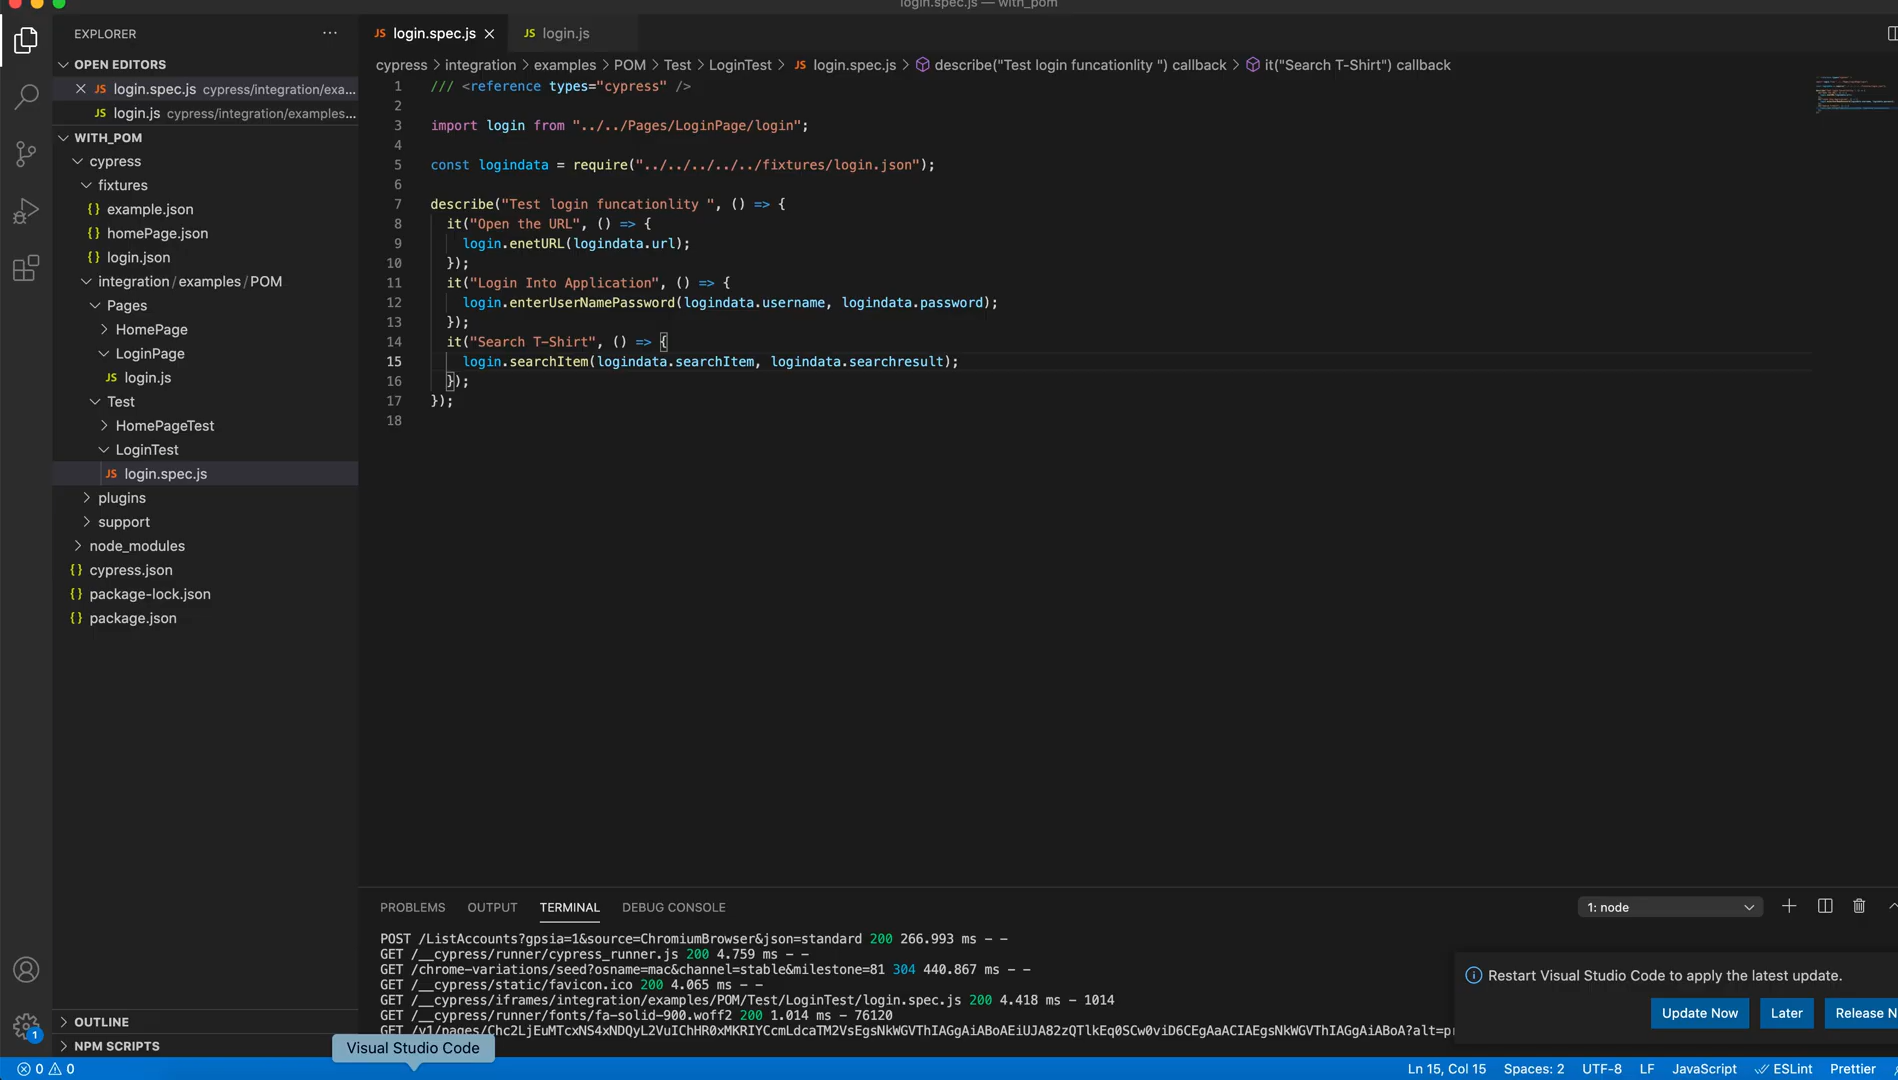 login.spec.js — with_pom
EXPLORER
OPEN EDITORS
JS login.spec.js cypress/integration/exa...
JS login.js cypress/integration/examples...
WITH_POM
cypress
fixtures
{} example.json
{} homePage.json
{} login.json
integration/examples/POM
Pages
HomePage
LoginPage
JS login.js
Test
HomePageTest
LoginTest
JS login.spec.js
plugins
support
node_modules
{} cypress.json
{} package-lock.json
{} package.json
OUTLINE
NPM SCRIPTS
1
JS login.spec.js
JS login.js
cypress > integration > examples > POM > Test > LoginTest > JS login.spec.js > describe("Test login funcationlity ") callback > it("Search T-Shirt") callback
1 /// <reference types="cypress" />
2
3 import login from "../../Pages/LoginPage/login";
4
5 const logindata = require("../../../../../fixtures/login.json");
6
7 describe("Test login funcationlity ", () => {
8 it("Open the URL", () => {
9 login.enetURL(logindata.url);
10 });
11 it("Login Into Application", () => {
12 login.enterUserNamePassword(logindata.username, logindata.password);
13 });
14 it("Search T-Shirt", () => {
15 login.searchItem(logindata.searchItem, logindata.searchresult);
16 });
17 });
18
PROBLEMS OUTPUT TERMINAL DEBUG CONSOLE
1: node
POST /ListAccounts?gpsia=1&source=ChromiumBrowser&json=standard 200 266.993 ms - -
GET /__cypress/runner/cypress_runner.js 200 4.759 ms - -
GET /chrome-variations/seed?osname=mac&channel=stable&milestone=81 304 440.867 ms - -
GET /__cypress/static/favicon.ico 200 4.065 ms - -
GET /__cypress/iframes/integration/examples/POM/Test/LoginTest/login.spec.js 200 4.418 ms - 1014
GET /__cypress/runner/fonts/fa-solid-900.woff2 200 1.014 ms - 76120
Restart Visual Studio Code to apply the latest update.
Update Now
Later
Release N
Visual Studio Code
0 0
Ln 15, Col 15 Spaces: 2 UTF-8 LF JavaScript ESLint Prettier